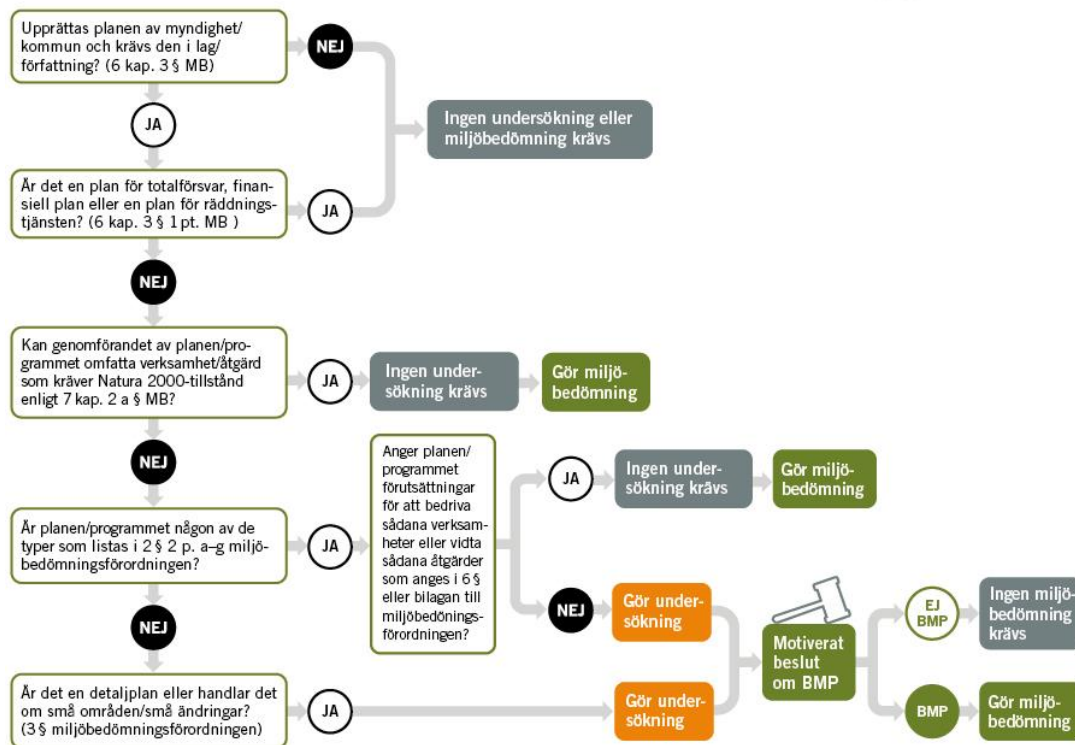 Upprättas planen av myndighet/
kommun och krävs den i lag/
författning? (6 kap. 3 § MB)
NEJ
JA
Ingen undersökning eller
miljöbedömning krävs
Är det en plan för totalförsvar, finan-
siell plan eller en plan för räddnings-
tjänsten? (6 kap. 3 § 1 pt. MB )
JA
NEJ
Kan genomförandet av planen/pro-
grammet omfatta verksamhet/åtgärd
som kräver Natura 2000-tillstånd
enligt 7 kap. 2 a § MB?
JA
Ingen under-
sökning krävs
Gör miljö-
bedömning
NEJ
Är planen/programmet någon av de
typer som listas i 2 § 2 p. a–g miljö-
bedömningsförordningen?
JA
Anger planen/
programmet
förutsättningar
för att bedriva
sådana verksam-
heter eller vidta
sådana åtgärder
som anges i 6 §
eller bilagan till
miljöbedönings-
förordningen?
JA
Ingen under-
sökning krävs
Gör miljö-
bedömning
NEJ
Gör under-
sökning
NEJ
Är det en detaljplan eller handlar det
om små områden/små ändringar?
(3 § miljöbedömningsförordningen)
JA
Gör under-
sökning
Motiverat
beslut
om BMP
EJ
BMP
Ingen miljö-
bedömning
krävs
BMP
Gör miljö-
bedömning